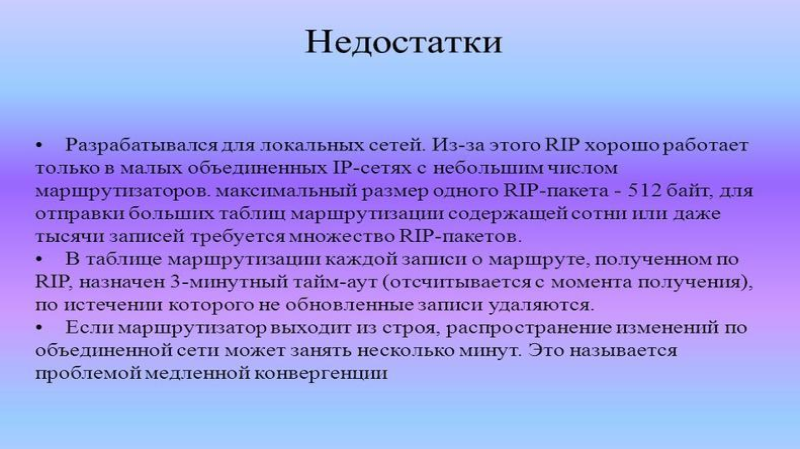 Недостатки
• Разрабатывался для локальных сетей. Из-за этого RIP хорошо работает
только в малых объединенных IP-сетях с небольшим числом
маршрутизаторов. максимальный размер одного RIP-пакета - 512 байт, для
отправки больших таблиц маршрутизации содержащей сотни или даже
тысячи записей требуется множество RIP-пакетов.
• В таблице маршрутизации каждой записи о маршруте, полученном по
RIP, назначен 3-минутный тайм-аут (отсчитывается с момента получения),
по истечении которого не обновленные записи удаляются.
• Если маршрутизатор выходит из строя, распространение изменений по
объединенной сети может занять несколько минут. Это называется
проблемой медленной конвергенции